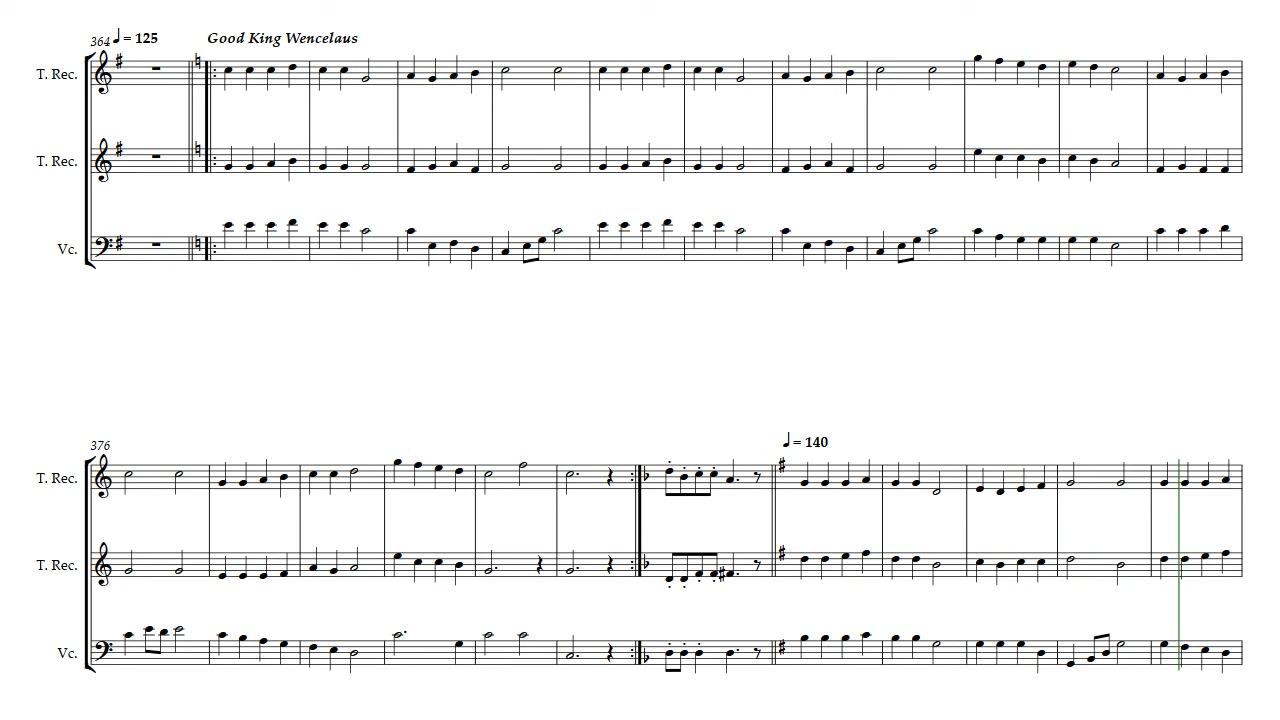 364 ♩ = 125 Good King Wencelaus
T. Rec.
T. Rec.
Vc.
376 ♩ = 140
T. Rec.
T. Rec.
Vc.